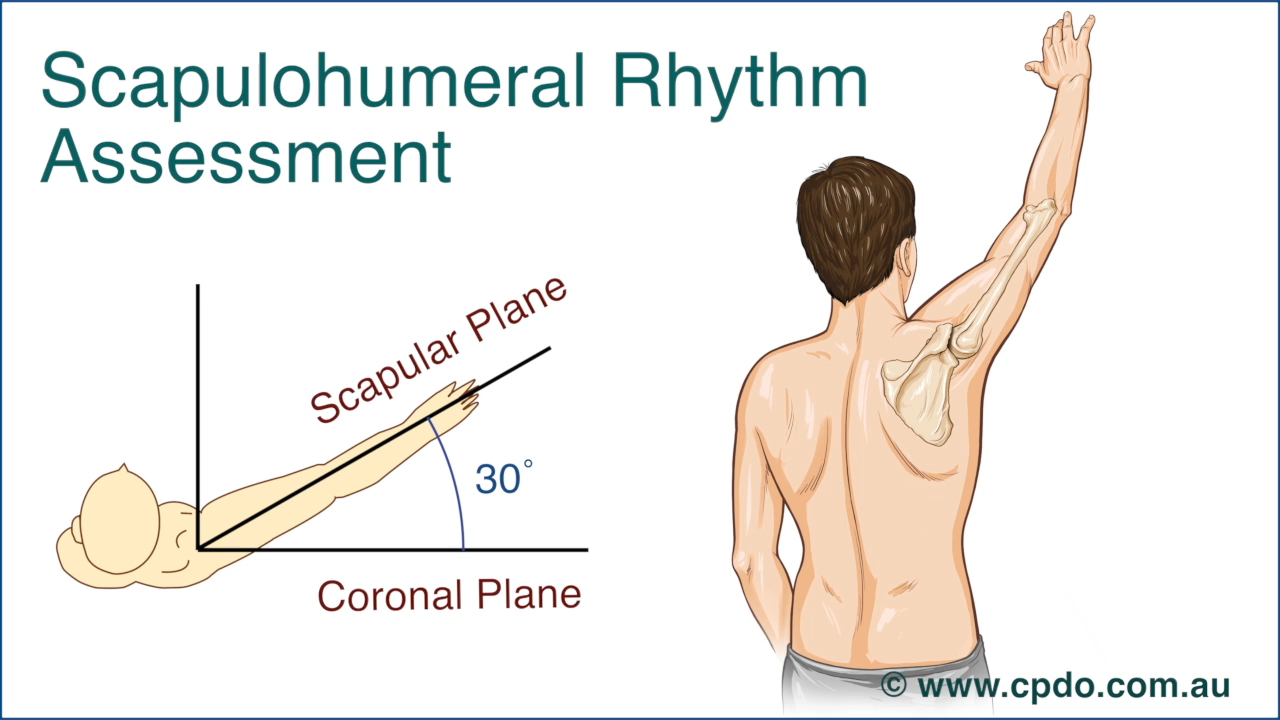 Scapulohumeral Rhythm
Assessment
Scapular Plane
30°
Coronal Plane
© www.cpdo.com.au